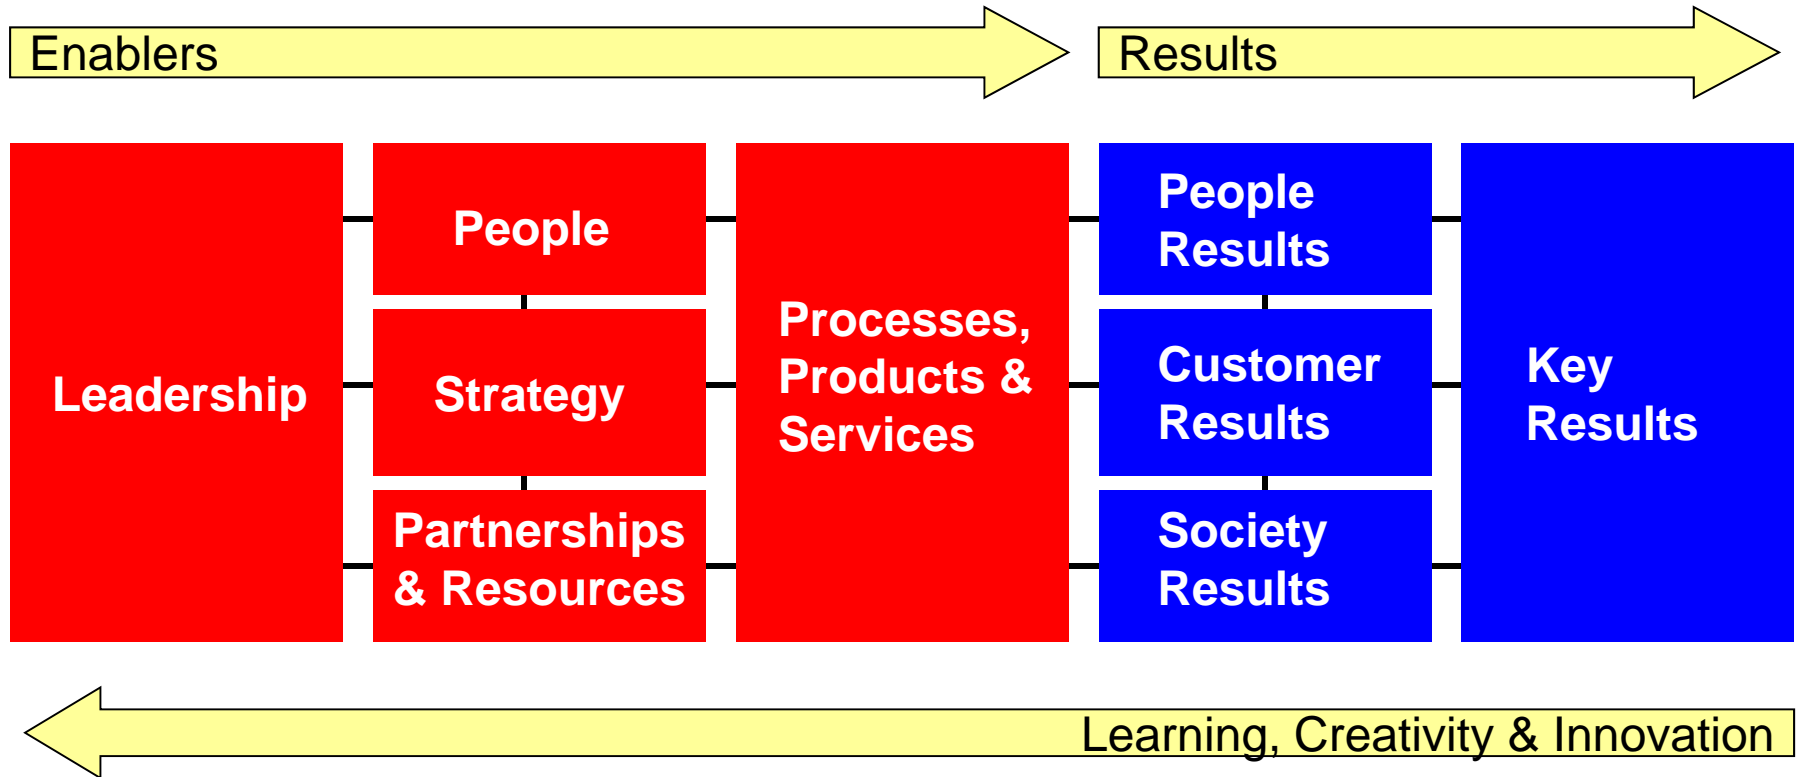 Enablers
Results
Leadership
People
Strategy
Partnerships
& Resources
Processes,
Products &
Services
People
Results
Customer
Results
Society
Results
Key
Results
Learning, Creativity & Innovation